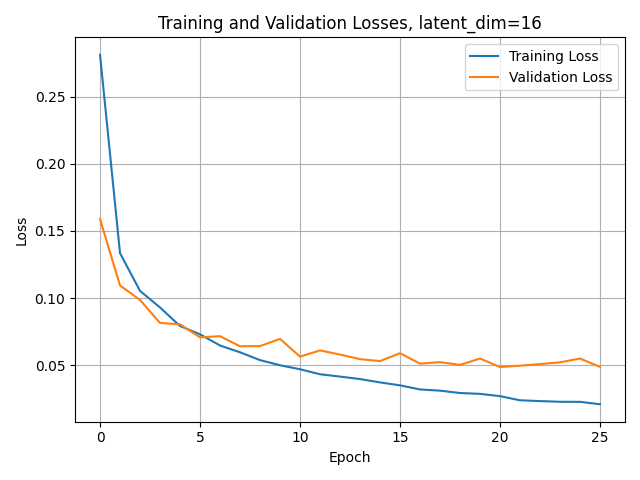 Training and Validation Losses, latent_dim=16
Training Loss
Validation Loss
0.25
0.20
0.15
0.10
0.05
Loss
0 5 10 15 20 25
Epoch